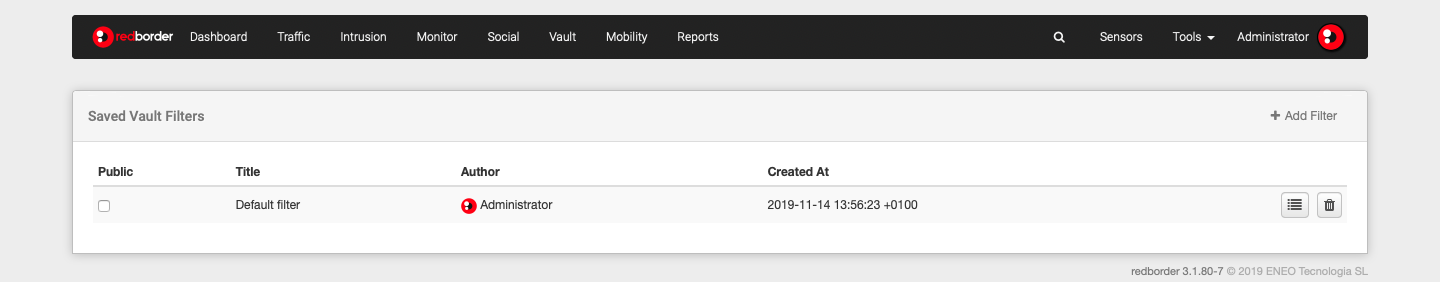 redborder Dashboard Traffic Intrusion Monitor Social Vault Mobility Reports Sensors Tools Administrator
Saved Vault Filters + Add Filter
Public Title Author Created At
Default filter Administrator 2019-11-14 13:56:23 +0100
redborder 3.1.80-7 © 2019 ENEO Tecnologia SL